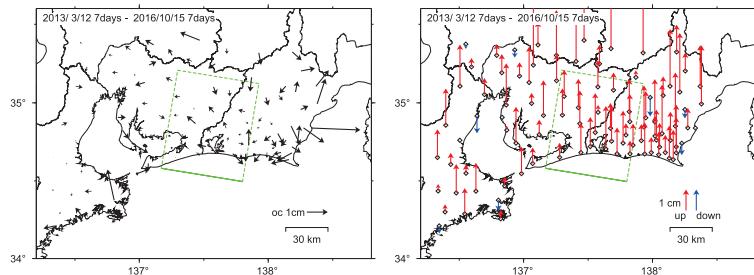 2013/ 3/12 7days - 2016/10/15 7days
35°
oc 1cm
30 km
34°
137°
138°
2013/ 3/12 7days - 2016/10/15 7days
35°
1 cm
up down
30 km
34°
137°
138°